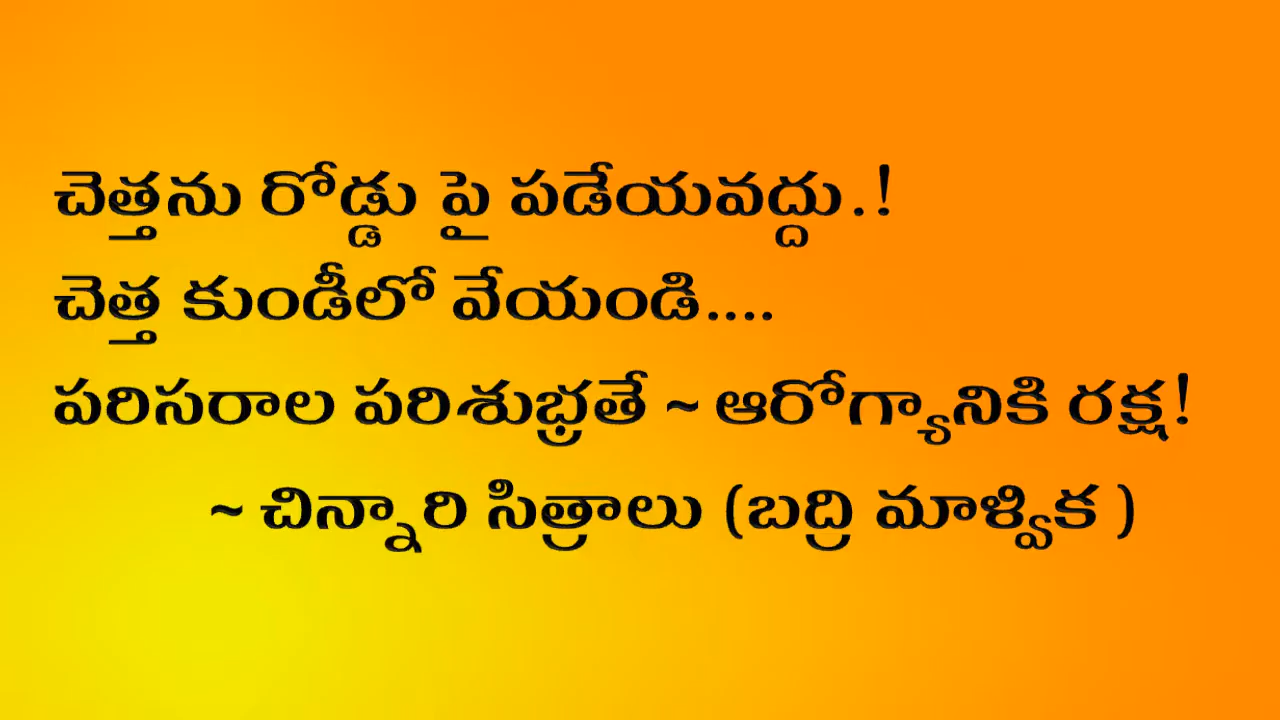 చెత్తను రోడ్డు పై పడేయవద్దు.!
చెత్త కుండీలో వేయండి....
పరిసరాల పరిశుభ్రతే ~ ఆరోగ్యానికి రక్ష!
~ చిన్నారి సిత్రాలు (బద్రి మాళ్విక )